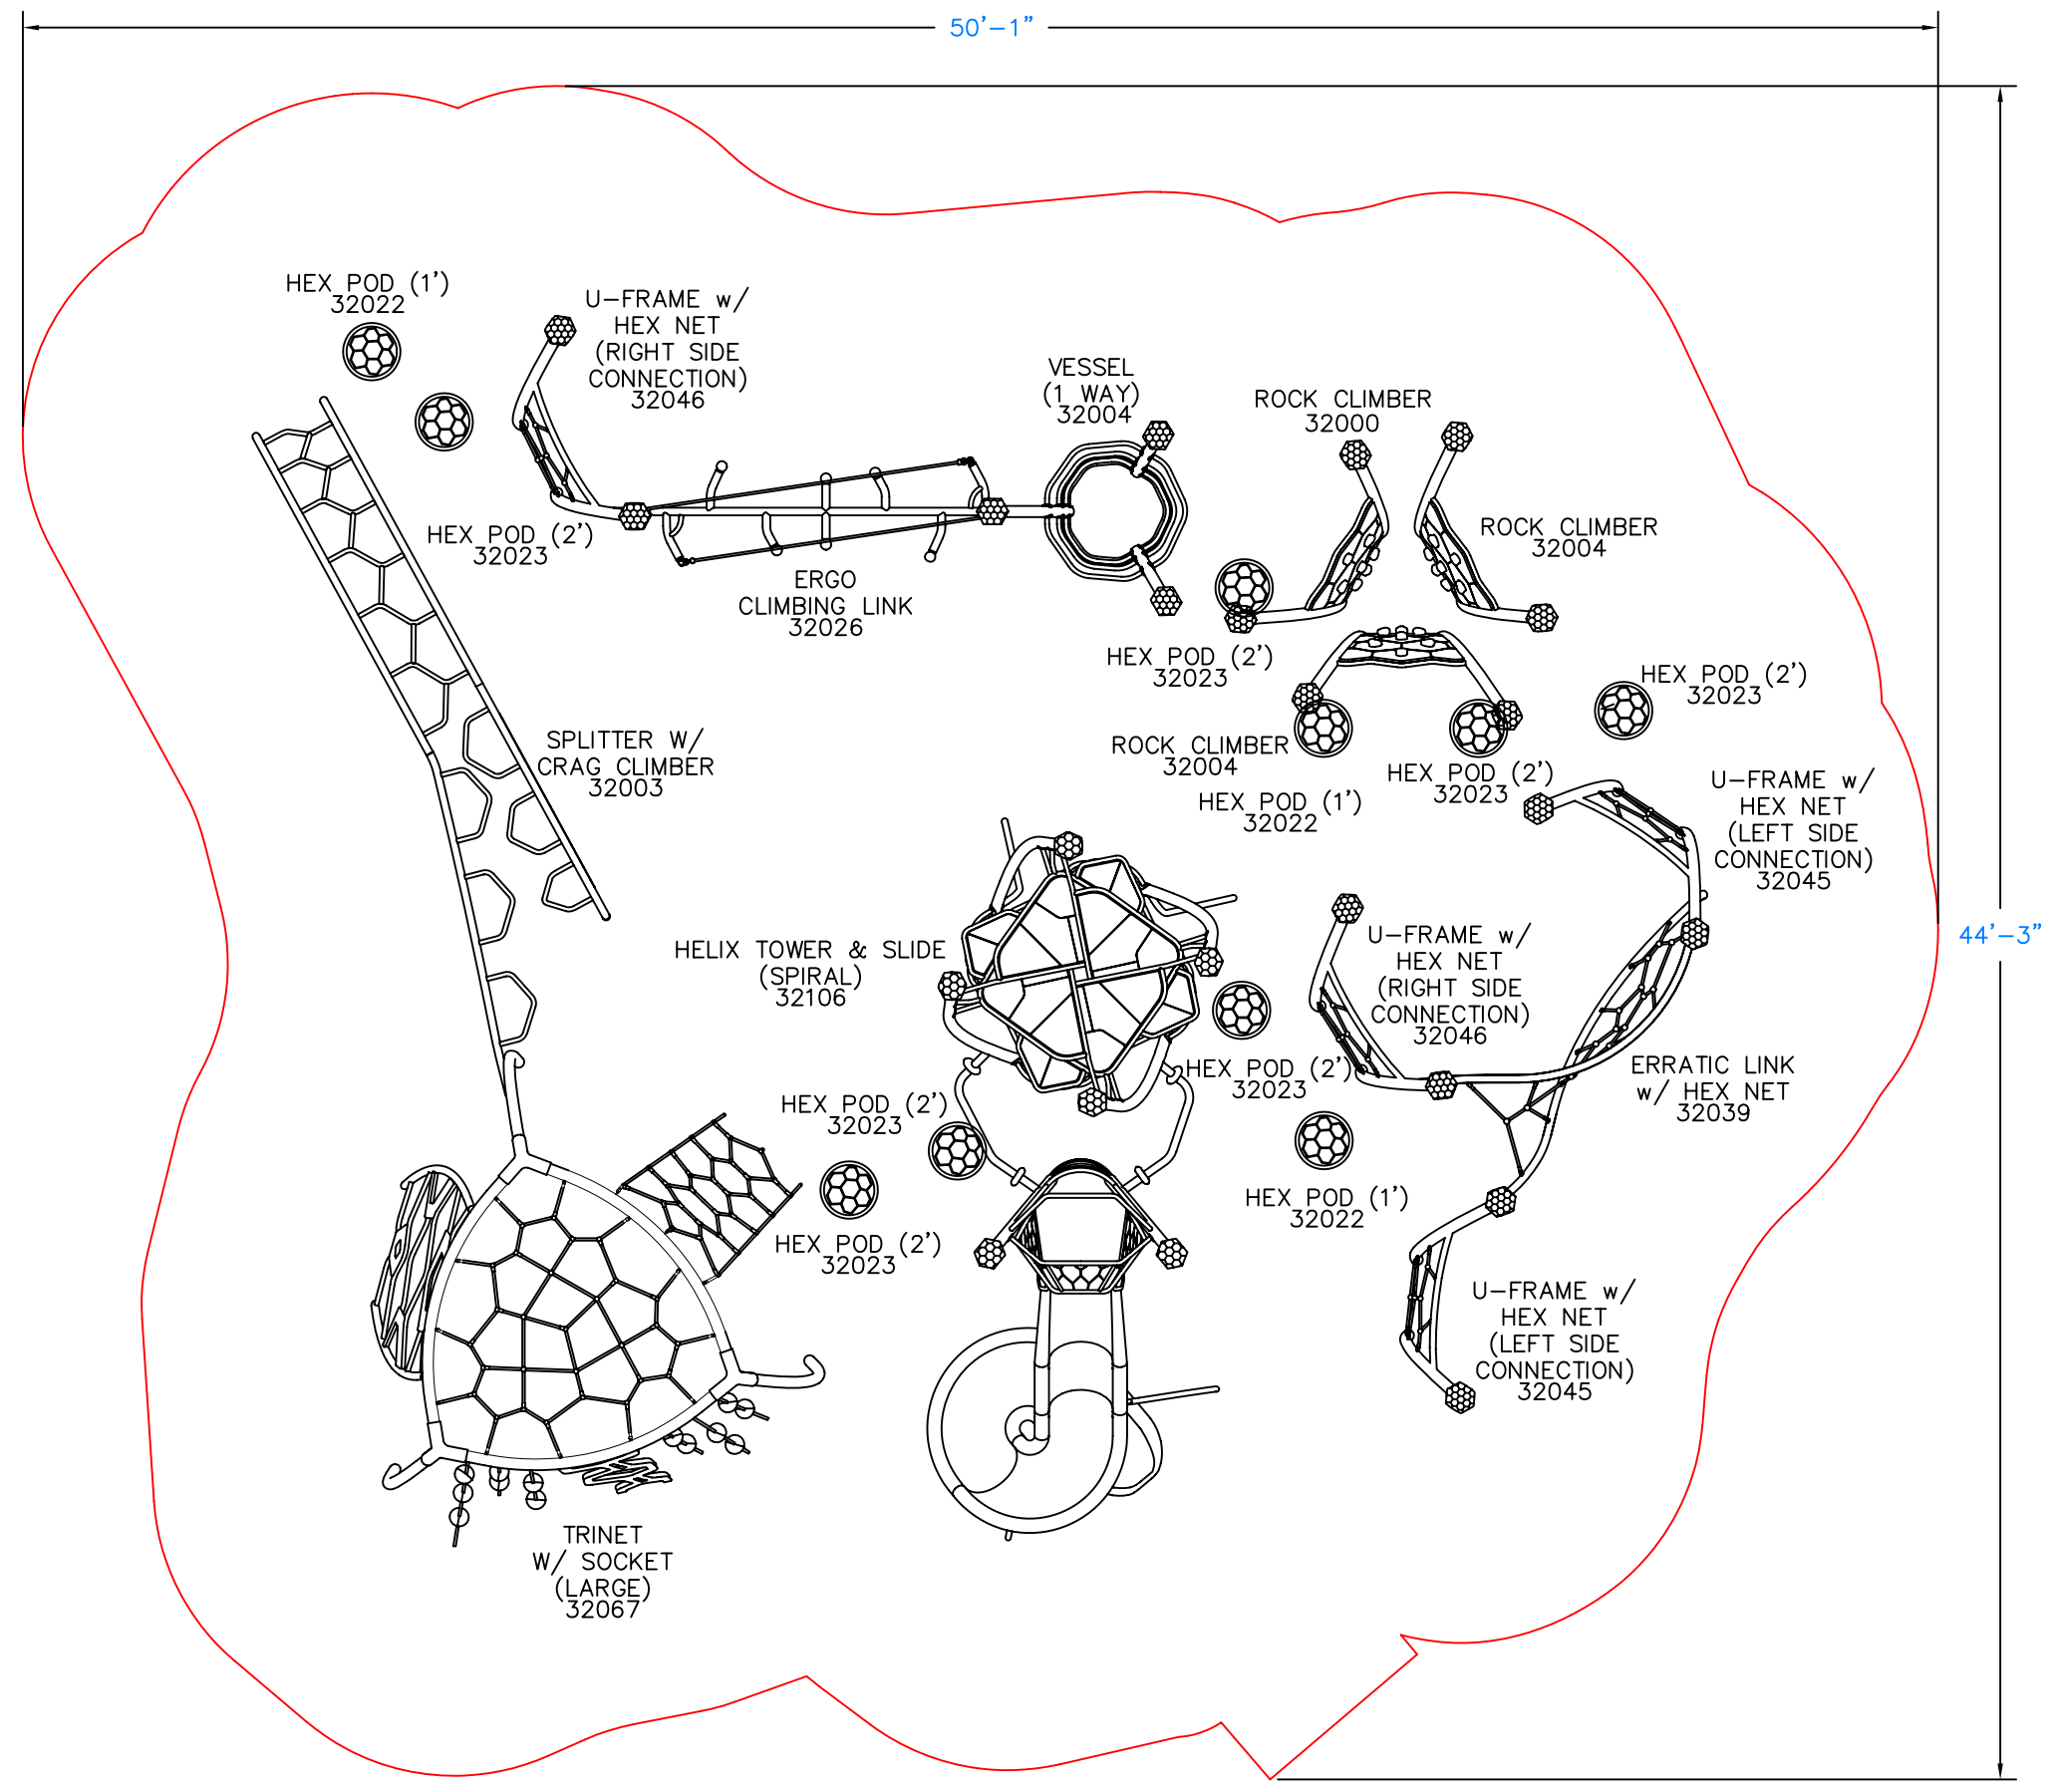 50'-1"
HEX POD (1')
32022
U-FRAME w/
HEX NET
(RIGHT SIDE
CONNECTION)
32046
VESSEL
(1 WAY)
32004
ROCK CLIMBER
32000
HEX POD (2')
32023
ROCK CLIMBER
32004
ERGO
CLIMBING LINK
32026
HEX POD (2')
32023
HEX POD (2')
32023
SPLITTER W/
CRAG CLIMBER
32003
ROCK CLIMBER
32004
HEX POD (2')
32023
HEX POD (1')
32022
U-FRAME w/
HEX NET
(LEFT SIDE
CONNECTION)
32045
44'-3"
HELIX TOWER & SLIDE
(SPIRAL)
32106
U-FRAME w/
HEX NET
(RIGHT SIDE
CONNECTION)
32046
HEX POD (2')
32023
ERRATIC LINK
w/ HEX NET
32039
HEX POD (2')
32023
HEX POD (1')
32022
HEX POD (2')
32023
U-FRAME w/
HEX NET
(LEFT SIDE
CONNECTION)
32045
TRINET
W/ SOCKET
(LARGE)
32067